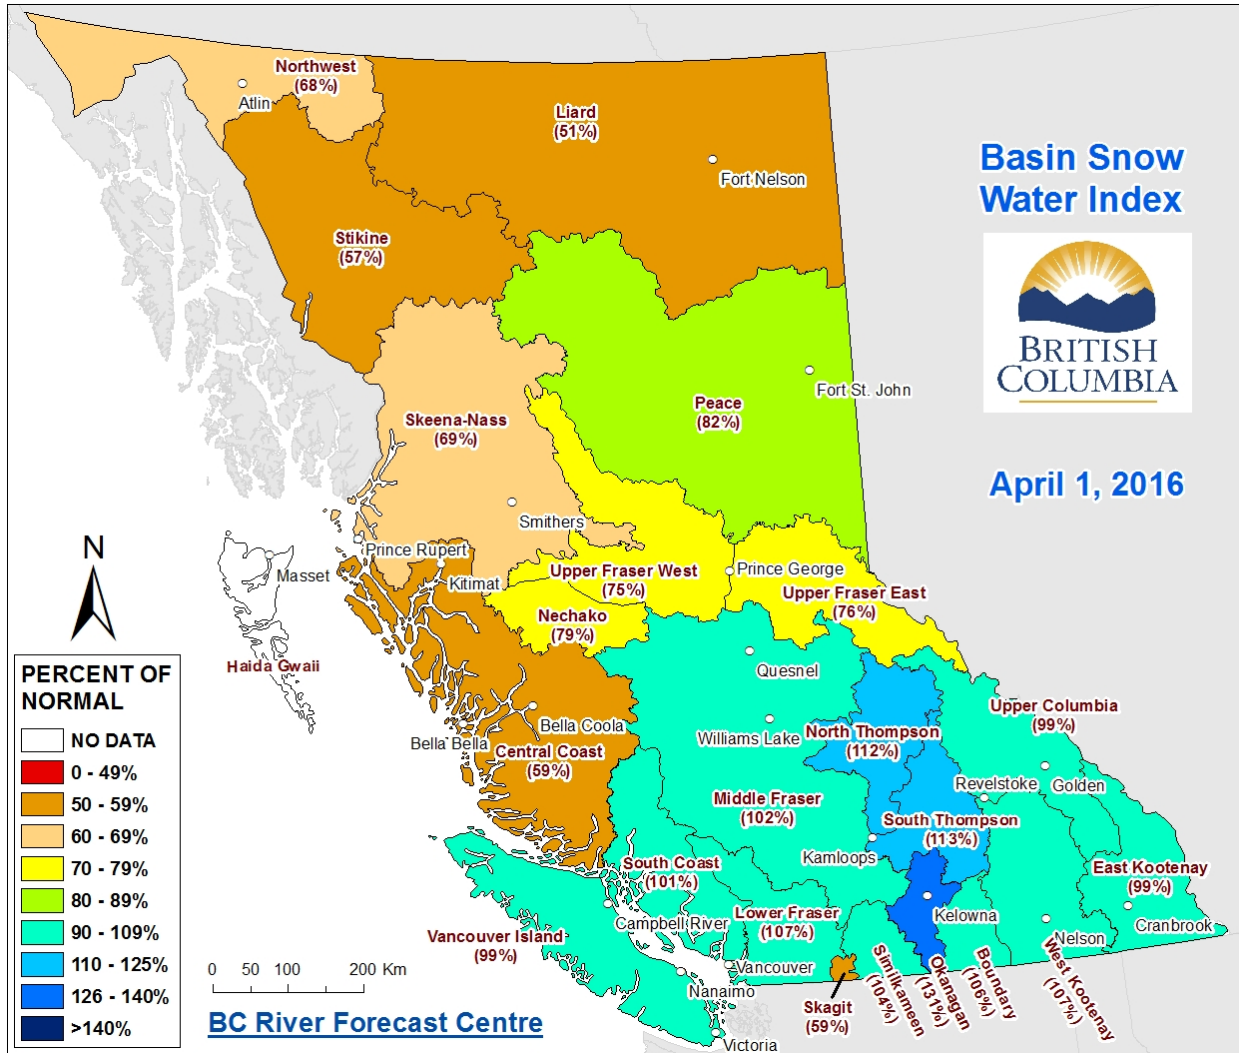 Northwest
(68%)
Atlin
Liard
(51%)
Fort Nelson
Basin Snow
Water Index
BRITISH
COLUMBIA
April 1, 2016
Stikine
(57%)
Fort St. John
Peace
(82%)
Skeena-Nass
(69%)
Smithers
N
Prince Rupert
Masset
Kitimat
Upper Fraser West
(75%)
Prince George
Upper Fraser East
(76%)
Nechako
(79%)
Haida Gwaii
Quesnel
Bella Coola
Bella Bella
Central Coast
(59%)
Williams Lake
North Thompson
(112%)
Upper Columbia
(99%)
Revelstoke
Golden
Middle Fraser
(102%)
South Thompson
(113%)
Kamloops
South Coast
(101%)
East Kootenay
(99%)
Campbell River
Lower Fraser
(107%)
Kelowna
Nelson
Cranbrook
Vancouver Island
(99%)
Vancouver
Nanaimo
Victoria
Skagit
(59%)
Similkameen
(104%)
Okanagan
(131%)
Boundary
(106%)
West Kootenay
(107%)
PERCENT OF
NORMAL
NO DATA
0 - 49%
50 - 59%
60 - 69%
70 - 79%
80 - 89%
90 - 109%
110 - 125%
126 - 140%
>140%
0 50 100 200 Km
BC River Forecast Centre